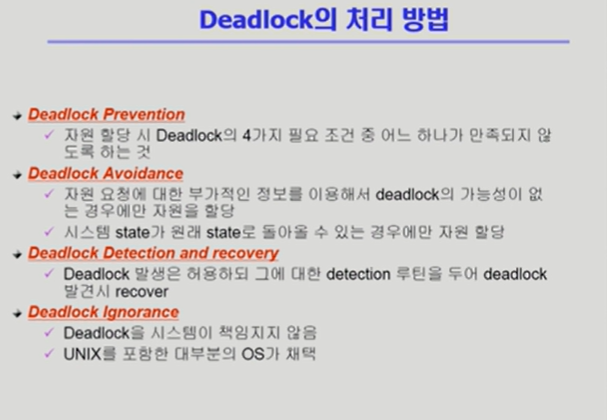 Deadlock의 처리 방법
Deadlock Prevention
자원 할당 시 Deadlock의 4가지 필요 조건 중 어느 하나가 만족되지 않
도록 하는 것
Deadlock Avoidance
자원 요청에 대한 부가적인 정보를 이용해서 deadlock의 가능성이 없
는 경우에만 자원을 할당
시스템 state가 원래 state로 돌아올 수 있는 경우에만 자원 할당
Deadlock Detection and recovery
Deadlock 발생은 허용하되 그에 대한 detection 루틴을 두어 deadlock
발견시 recover
Deadlock Ignorance
Deadlock을 시스템이 책임지지 않음
UNIX를 포함한 대부분의 OS가 채택